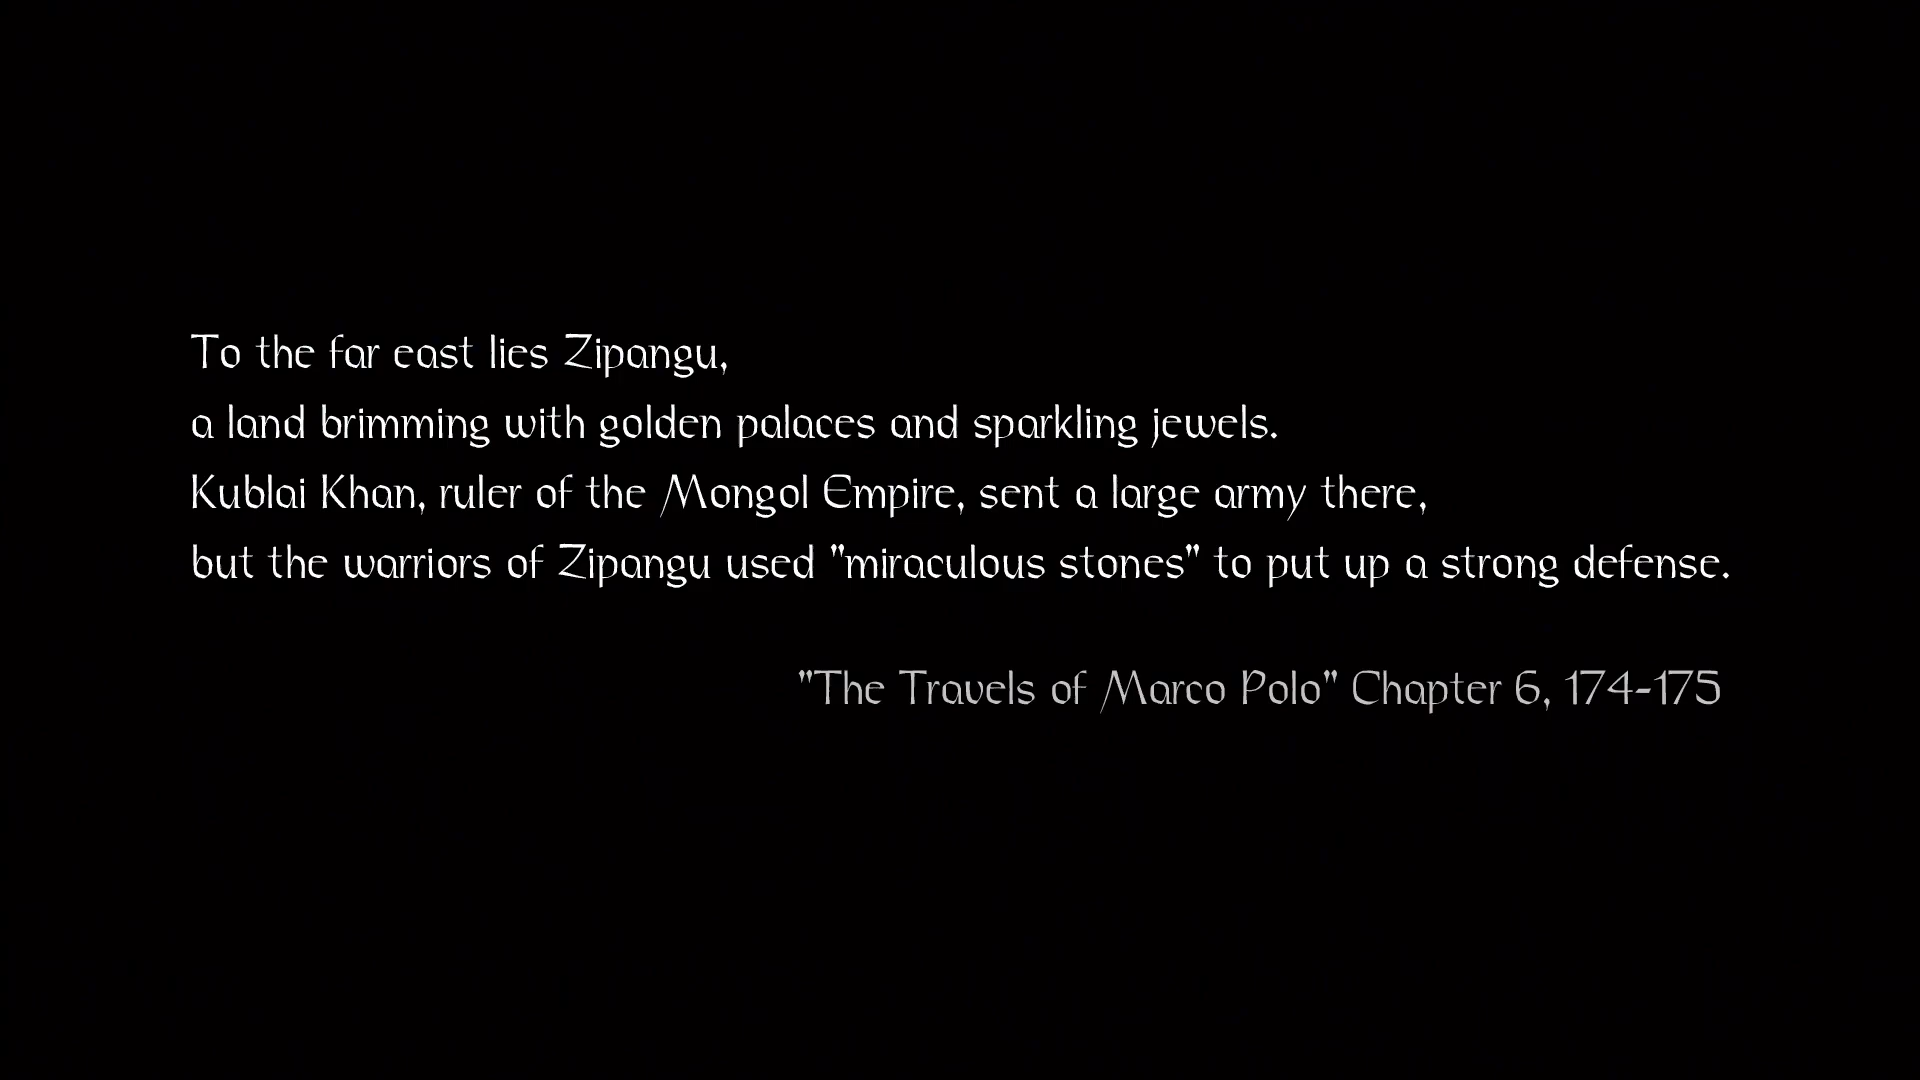 To the far east lies Zipangu,
a land brimming with golden palaces and sparkling jewels.
Kublai Khan, ruler of the Mongol Empire, sent a large army there,
but the warriors of Zipangu used "miraculous stones" to put up a strong defense.
"The Travels of Marco Polo" Chapter 6, 174-175